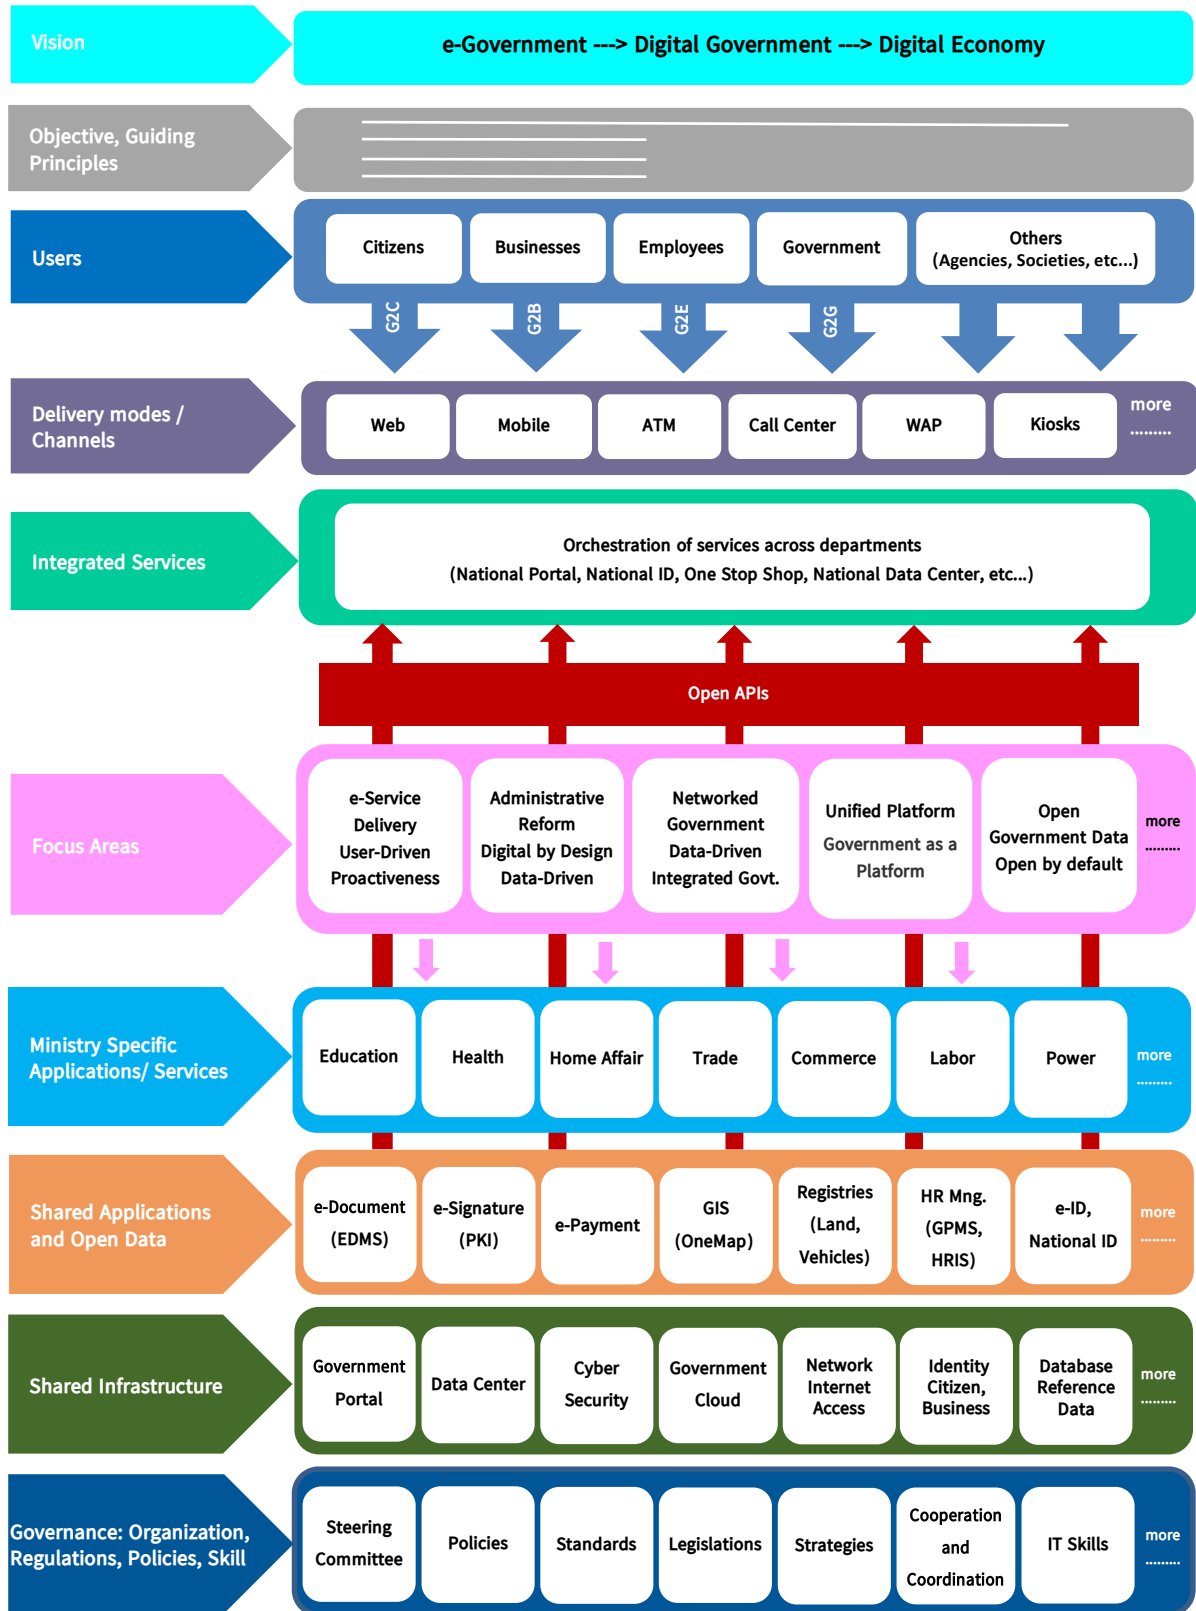 Vision
e-Government ---> Digital Government ---> Digital Economy
Objective, Guiding
Principles
Users
Citizens
Businesses
Employees
Government
Others
(Agencies, Societies, etc...)
G2C
G2B
G2E
G2G
Delivery modes /
Channels
Web
Mobile
ATM
Call Center
WAP
Kiosks
more
.........
Integrated Services
Orchestration of services across departments
(National Portal, National ID, One Stop Shop, National Data Center, etc...)
Open APIs
Focus Areas
e-Service
Delivery
User-Driven
Proactiveness
Administrative
Reform
Digital by Design
Data-Driven
Networked
Government
Data-Driven
Integrated Govt.
Unified Platform
Government as a
Platform
Open
Government Data
Open by default
more
.........
Ministry Specific
Applications/ Services
Education
Health
Home Affair
Trade
Commerce
Labor
Power
more
.........
Shared Applications
and Open Data
e-Document
(EDMS)
e-Signature
(PKI)
e-Payment
GIS
(OneMap)
Registries
(Land,
Vehicles)
HR Mng.
(GPMS,
HRIS)
e-ID,
National ID
more
.........
Shared Infrastructure
Government
Portal
Data Center
Cyber
Security
Government
Cloud
Network
Internet
Access
Identity
Citizen,
Business
Database
Reference
Data
more
.........
Governance: Organization,
Regulations, Policies, Skill
Steering
Committee
Policies
Standards
Legislations
Strategies
Cooperation
and
Coordination
IT Skills
more
.........